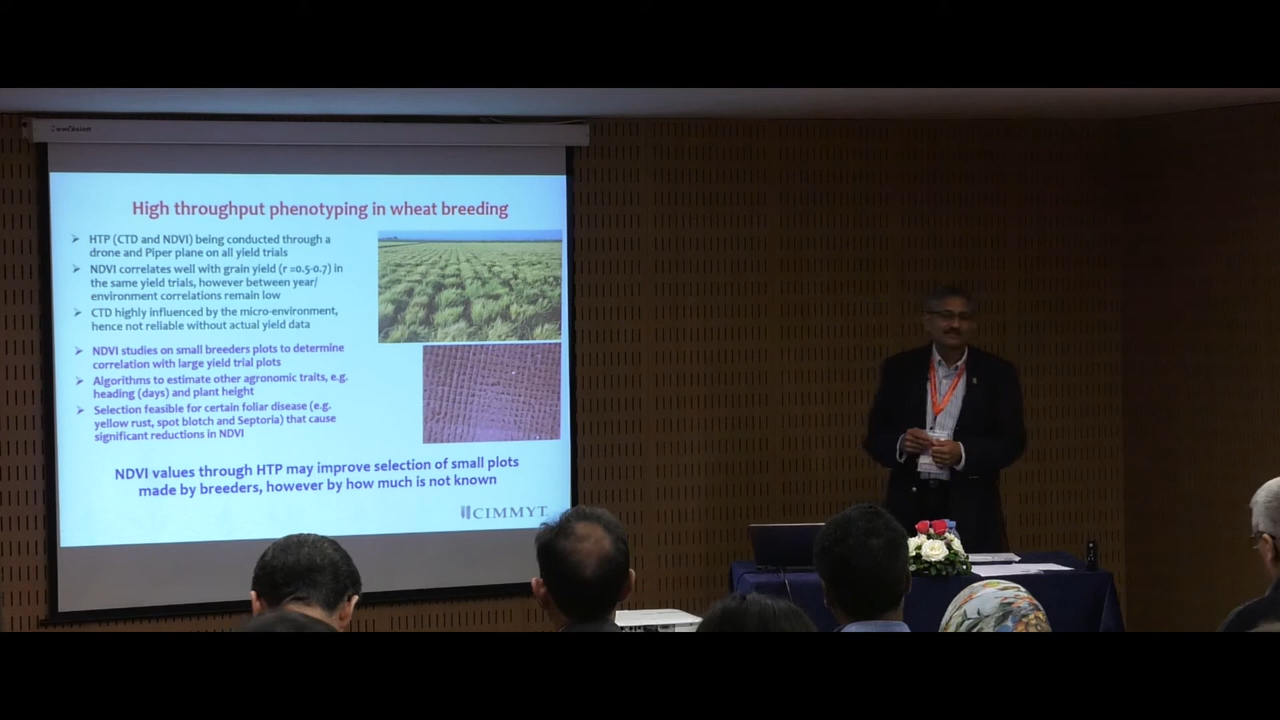 High throughput phenotyping in wheat breeding
➢ HTP (CTD and NDVI) being conducted through a
drone and Piper plane on all yield trials
➢ NDVI correlates well with grain yield (r =0.5-0.7) in
the same yield trials, however between year/
environment correlations remain low
➢ CTD highly influenced by the micro-environment,
hence not reliable without actual yield data
➢ NDVI studies on small breeders plots to determine
correlation with large yield trial plots
➢ Algorithms to estimate other agronomic traits, e.g.
heading (days) and plant height
➢ Selection feasible for certain foliar disease (e.g.
yellow rust, spot blotch and Septoria) that cause
significant reductions in NDVI
NDVI values through HTP may improve selection of small plots
made by breeders, however by how much is not known
CIMMYT